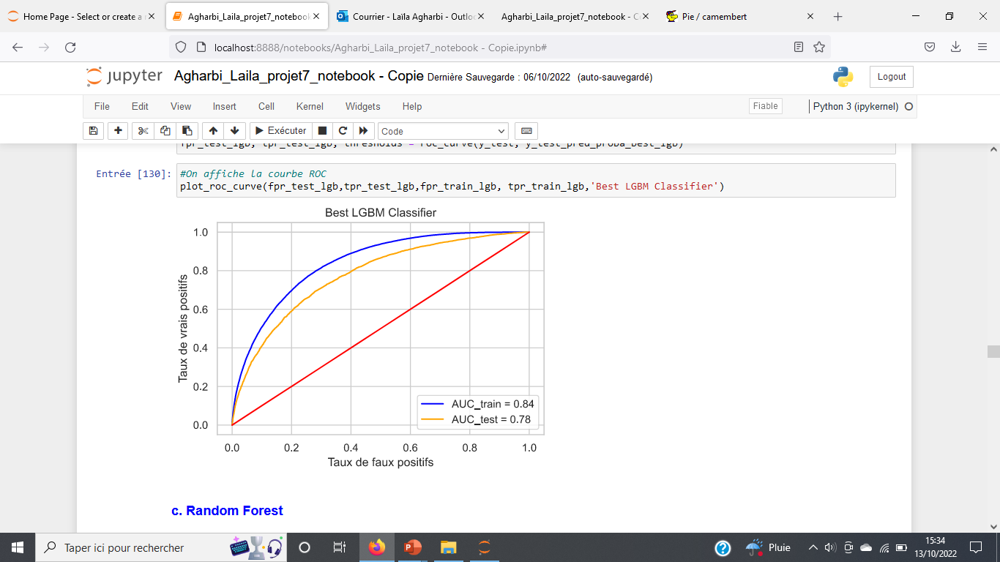 Home Page - Select or create a
Agharbi_Laila_projet7_notebook
Courrier - Laïla Agharbi - Outlo
Agharbi_Laila_projet7_notebook - C
Pie / camembert
localhost:8888/notebooks/Agharbi_Laila_projet7_notebook - Copie.ipynb#
jupyter Agharbi_Laila_projet7_notebook - Copie Dernière Sauvegarde : 06/10/2022 (auto-sauvegardé)
Logout
File Edit View Insert Cell Kernel Widgets Help
Fiable Python 3 (ipykernel)
Exécuter Code
fpr_test_lgb, tpr_test_lgb, thresholds = roc_curve(y_test, y_test_pred_proba_best_lgb)
Entrée [130]: #On affiche la courbe ROC
plot_roc_curve(fpr_test_lgb,tpr_test_lgb,fpr_train_lgb, tpr_train_lgb,'Best LGBM Classifier')
Best LGBM Classifier
1.0
0.8
0.6
0.4
0.2
0.0
Taux de vrais positifs
AUC_train = 0.84
AUC_test = 0.78
0.0 0.2 0.4 0.6 0.8 1.0
Taux de faux positifs
c. Random Forest
Taper ici pour rechercher
Pluie
15:34
13/10/2022